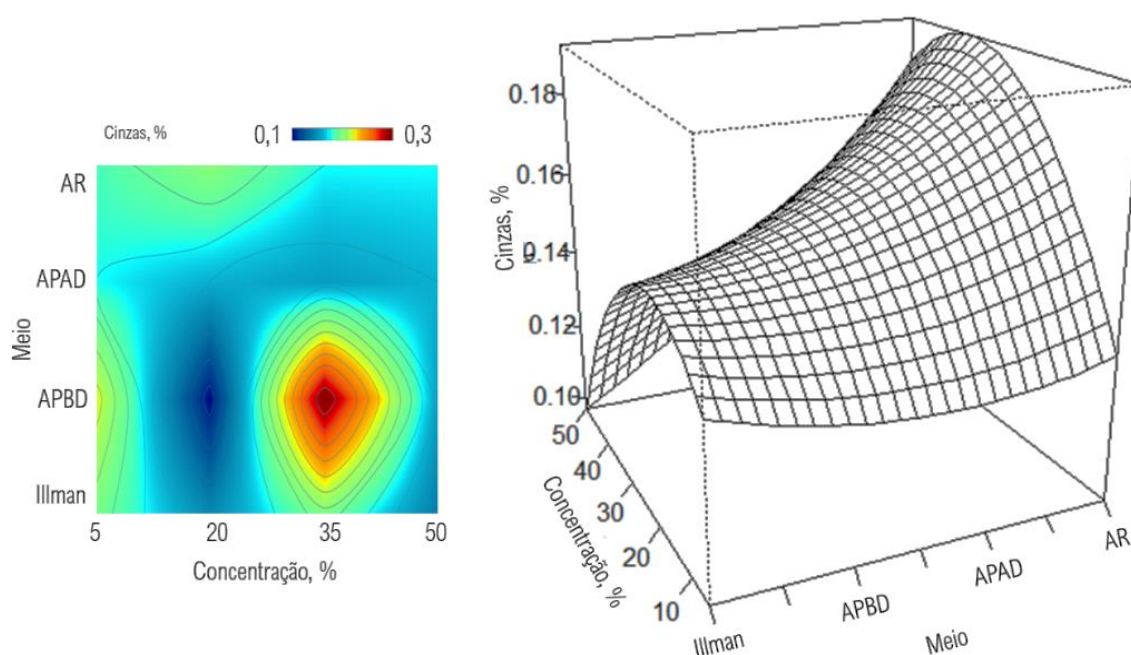 Cinzas, % 0,1 0,3
AR
APAD
Meio
APBD
Illman
5 20 35 50
Concentração, %
0.18
0.16
Cinzas, %
0.14
0.12
0.10
50
40
30
20
10
Concentração, %
Illman
APBD
APAD
AR
Meio